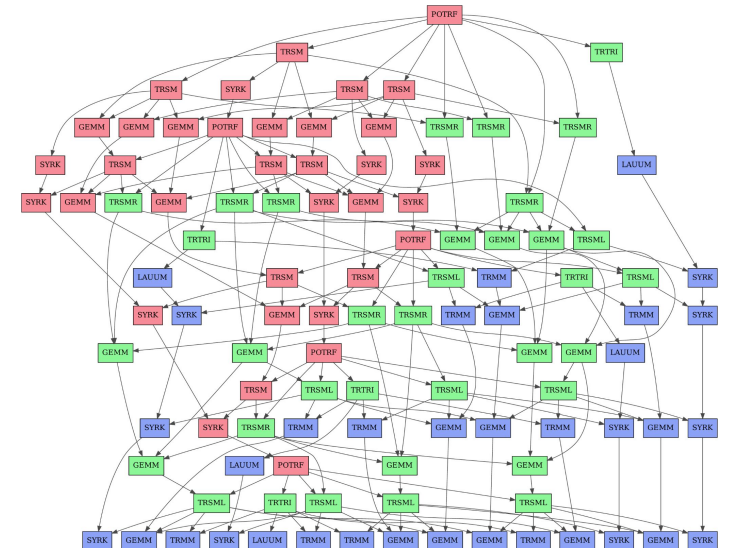 POTRF
TRSM TRTRI
TRSM SYRK TRSM TRSM
GEMM GEMM GEMM POTRF GEMM GEMM GEMM TRSMR TRSMR TRSMR
SYRK TRSM TRSM TRSM SYRK SYRK LAUUM
SYRK GEMM TRSMR GEMM TRSMR TRSMR SYRK GEMM SYRK TRSMR
TRTRI POTRF GEMM GEMM GEMM TRSML
LAUUM TRSM TRSM TRSML TRMM TRTRI TRSML SYRK
SYRK SYRK GEMM SYRK TRSMR TRSMR TRMM GEMM TRMM SYRK
GEMM GEMM POTRF GEMM GEMM LAUUM
TRSM TRSML TRTRI TRSML TRSML
SYRK SYRK TRSMR TRMM TRMM GEMM GEMM TRMM SYRK GEMM SYRK
GEMM LAUUM POTRF GEMM GEMM
TRSML TRTRI TRSML TRSML TRSML
SYRK GEMM TRMM SYRK LAUUM TRMM TRMM GEMM GEMM GEMM TRMM GEMM SYRK GEMM SYRK